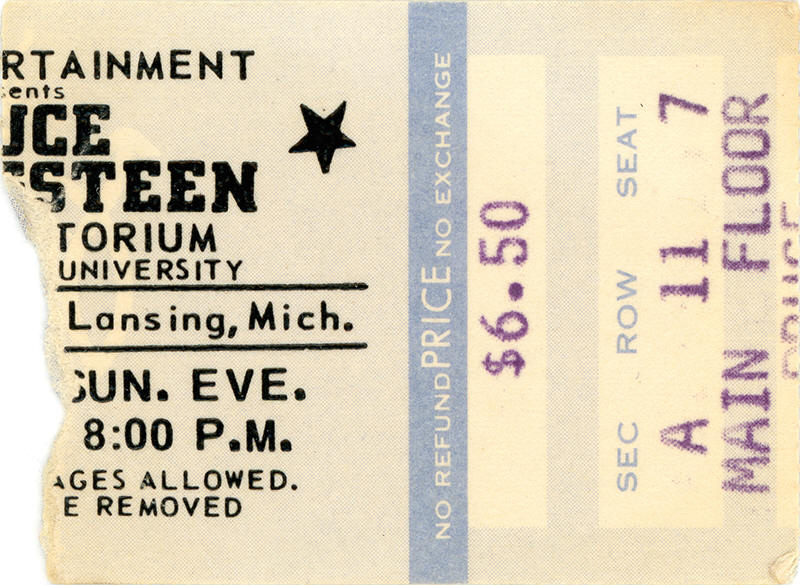 RTAINMENT
ents
UCE
STEEN
TORIUM
UNIVERSITY
Lansing, Mich.
SUN. EVE.
8:00 P.M.
AGES ALLOWED.
E REMOVED
NO REFUND PRICE NO EXCHANGE
$6.50
SEC ROW SEAT
A 11 7
MAIN FLOOR